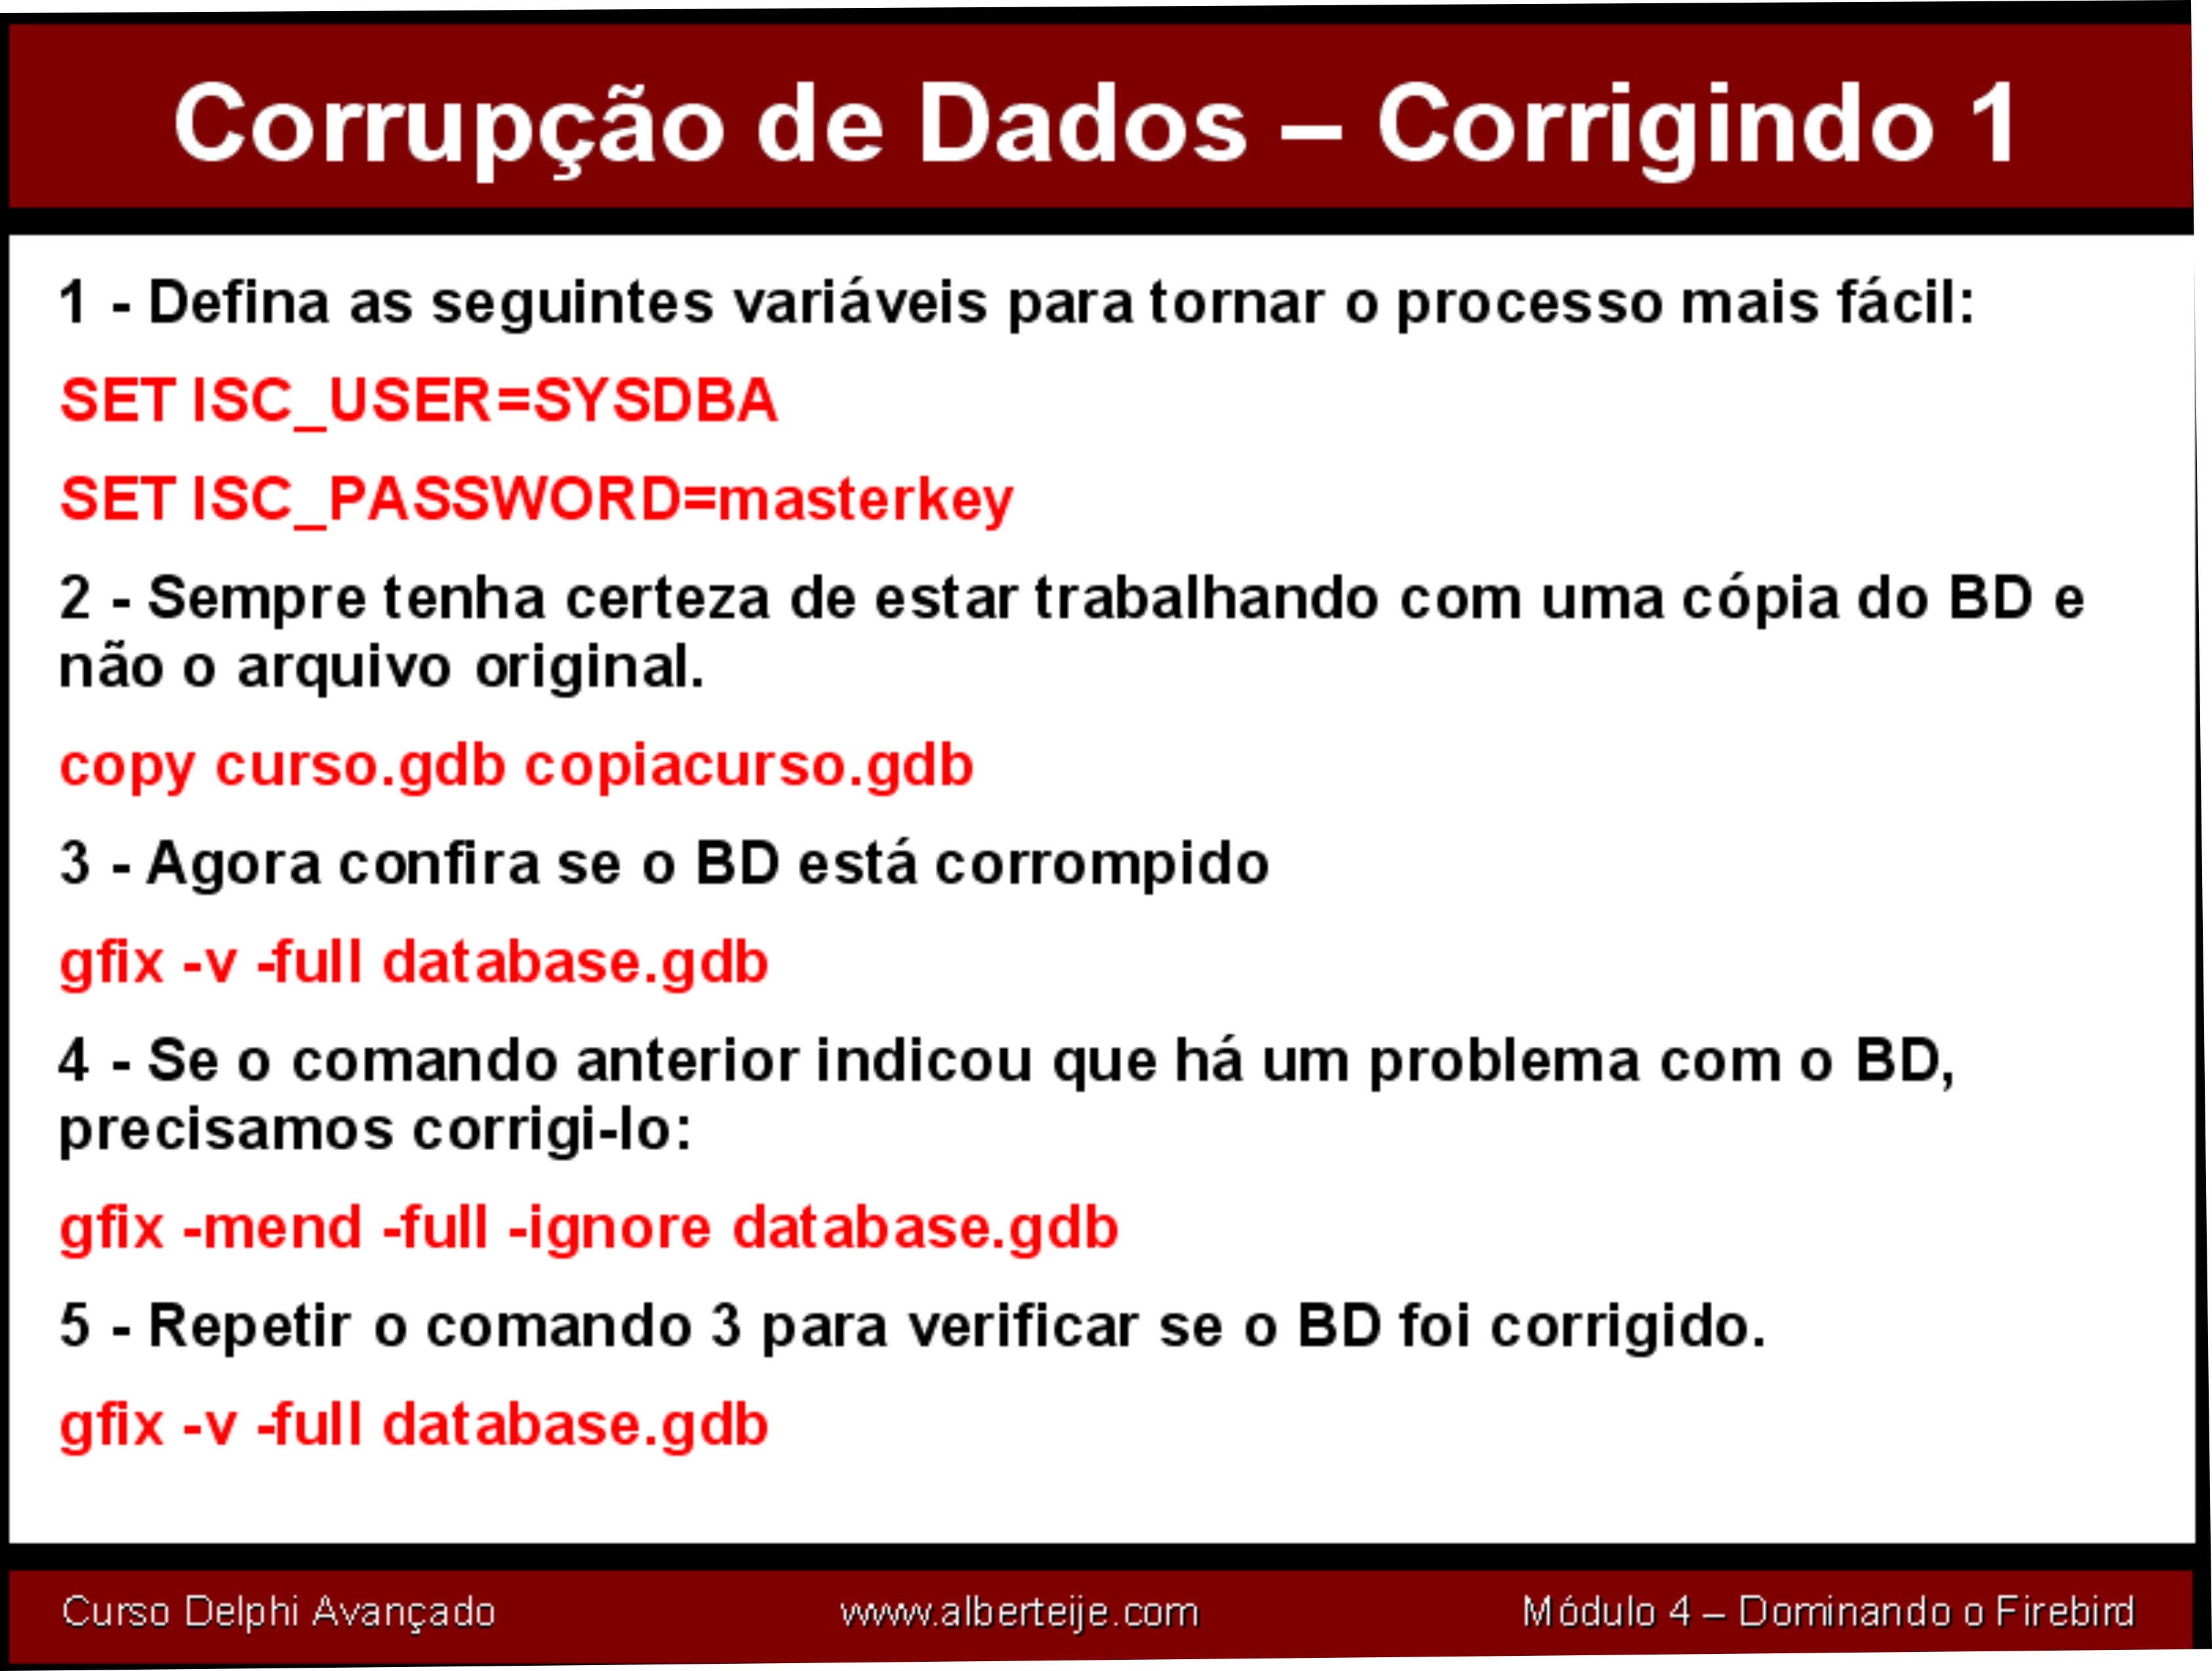 Corrupção de Dados – Corrigindo 1
1 - Defina as seguintes variáveis para tornar o processo mais fácil:
SET ISC_USER=SYSDBA
SET ISC_PASSWORD=masterkey
2 - Sempre tenha certeza de estar trabalhando com uma cópia do BD e
não o arquivo original.
copy curso.gdb copiacurso.gdb
3 - Agora confira se o BD está corrompido
gfix -v -full database.gdb
4 - Se o comando anterior indicou que há um problema com o BD,
precisamos corrigi-lo:
gfix -mend -full -ignore database.gdb
5 - Repetir o comando 3 para verificar se o BD foi corrigido.
gfix -v -full database.gdb
Curso Delphi Avançado www.alberteije.com Módulo 4 – Dominando o Firebird